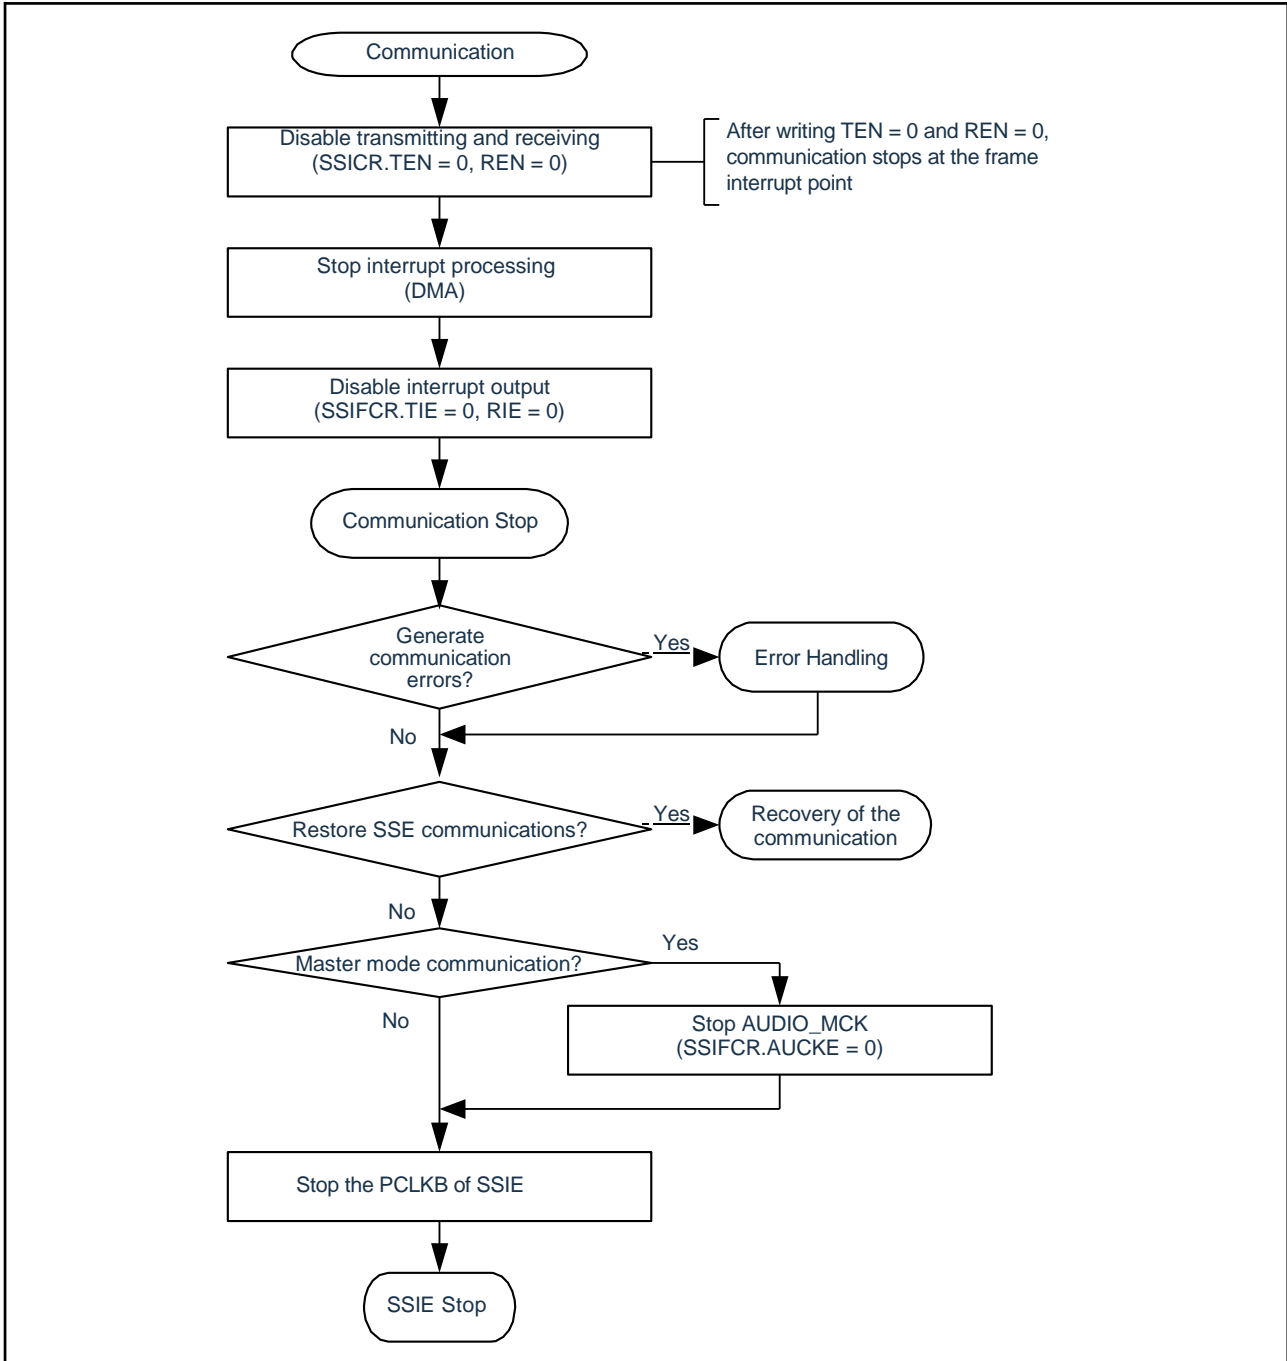 Communication
Disable transmitting and receiving
(SSICR.TEN = 0, REN = 0)
After writing TEN = 0 and REN = 0,
communication stops at the frame
interrupt point
Stop interrupt processing
(DMA)
Disable interrupt output
(SSIFCR.TIE = 0, RIE = 0)
Communication Stop
Generate
communication
errors?
Yes
Error Handling
No
Restore SSE communications?
Yes
Recovery of the
communication
No
Master mode communication?
Yes
No
Stop AUDIO_MCK
(SSIFCR.AUCKE = 0)
Stop the PCLKB of SSIE
SSIE Stop